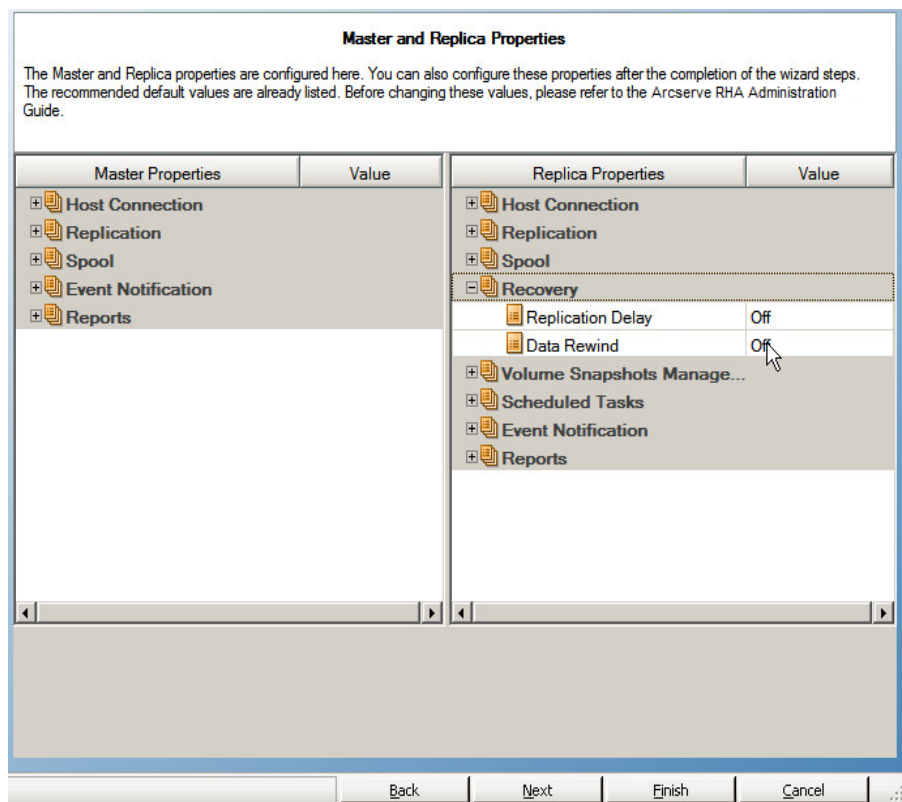 Master and Replica Properties
The Master and Replica properties are configured here. You can also configure these properties after the completion of the wizard steps.
The recommended default values are already listed. Before changing these values, please refer to the Arcserve RHA Administration
Guide.
Master Properties Value
Host Connection
Replication
Spool
Event Notification
Reports
Replica Properties Value
Host Connection
Replication
Spool
Recovery
Replication Delay Off
Data Rewind Off
Volume Snapshots Manage...
Scheduled Tasks
Event Notification
Reports
Back Next Finish Cancel